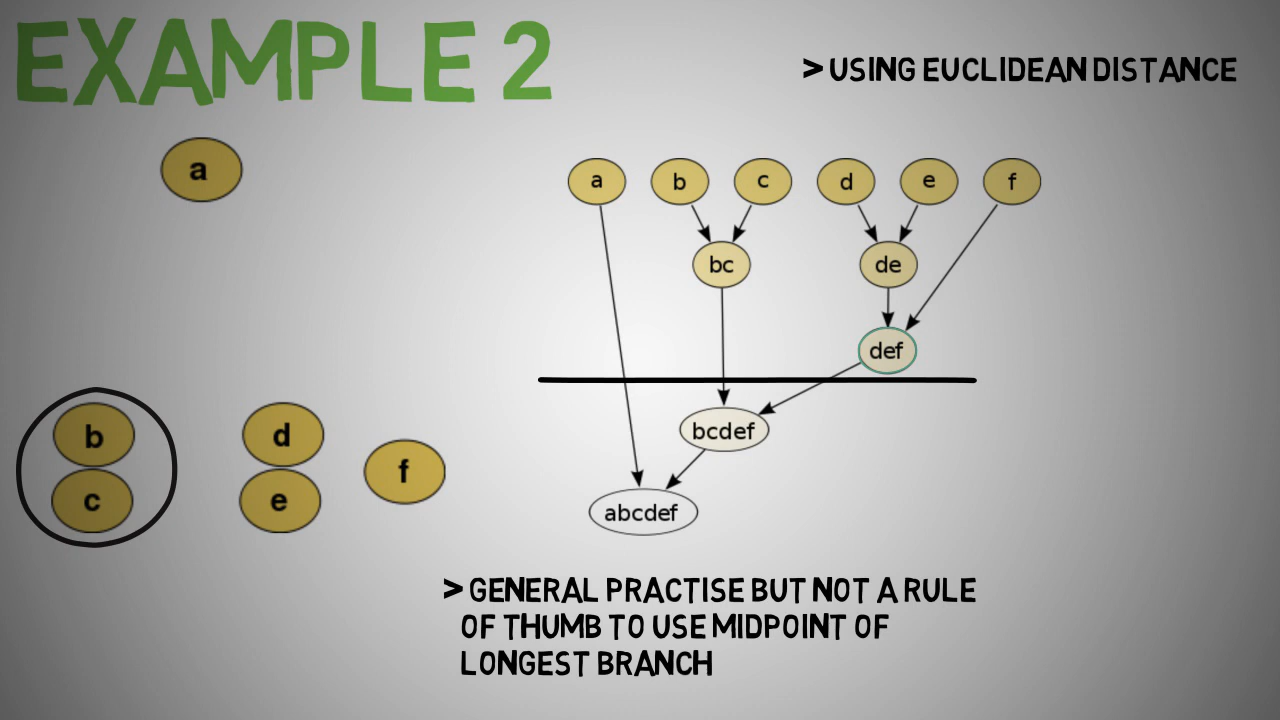 EXAMPLE 2
> USING EUCLIDEAN DISTANCE
a
b
c
d
e
f
a b c d e f
bc de
def
bcdef
abcdef
> GENERAL PRACTISE BUT NOT A RULE
OF THUMB TO USE MIDPOINT OF
LONGEST BRANCH